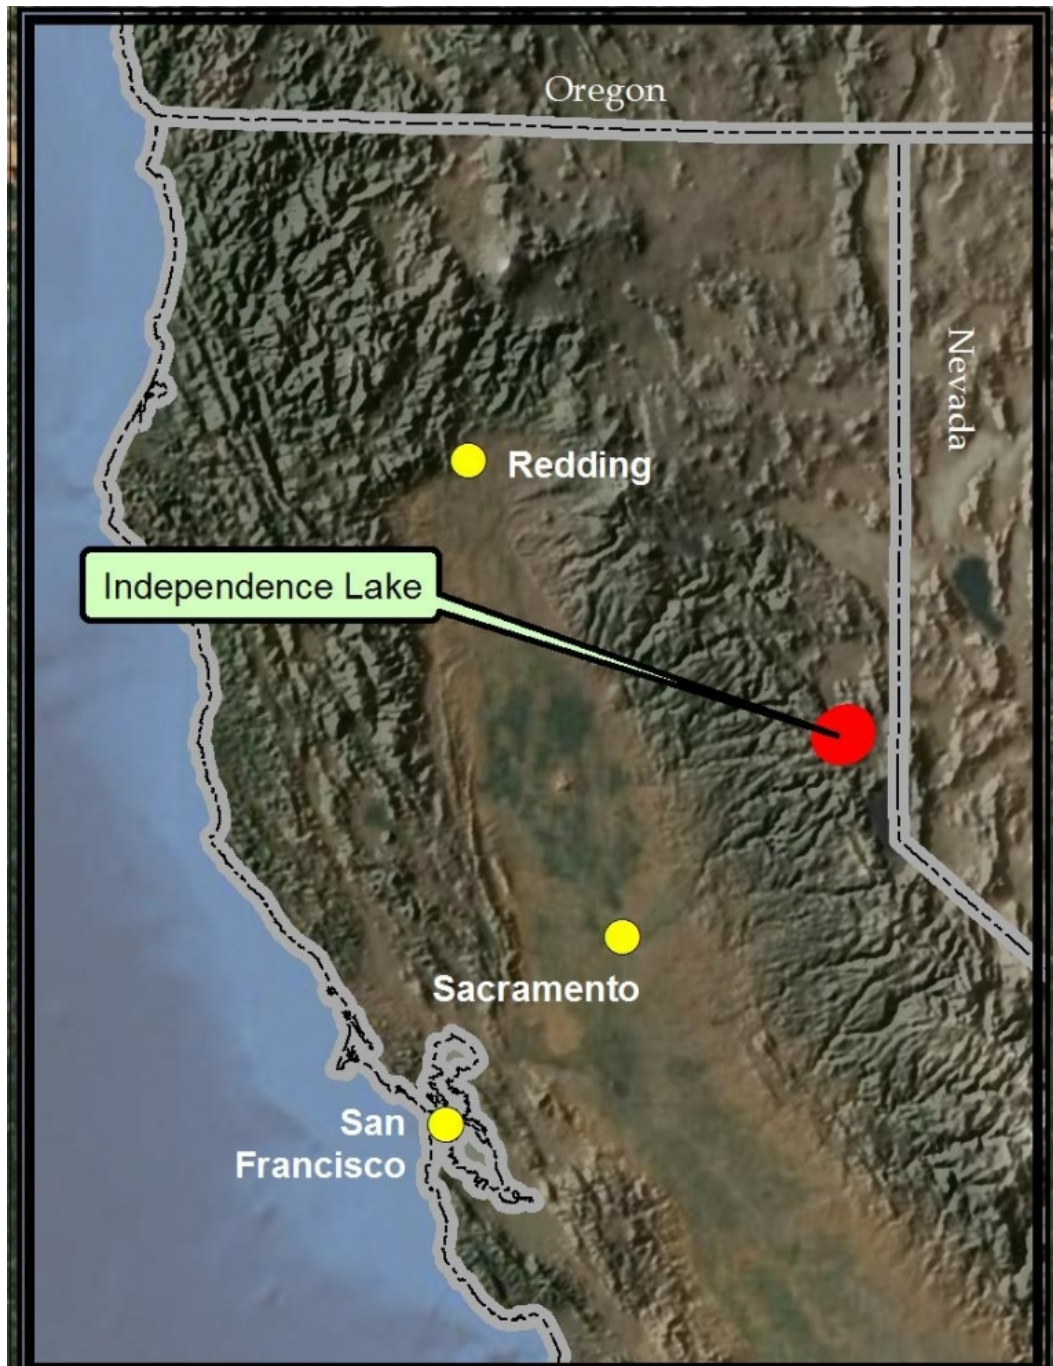 Oregon
Nevada
Redding
Independence Lake
Sacramento
San
Francisco